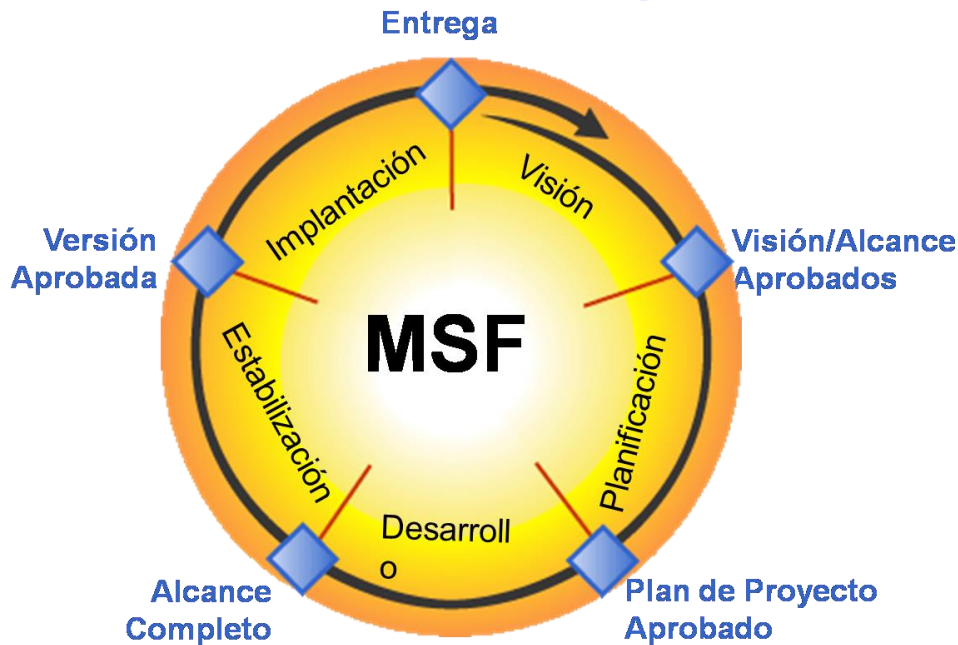 Entrega
Implantación
Visión
Versión
Aprobada
Visión/Alcance
Aprobados
MSF
Estabilización
Planificación
Desarroll
o
Alcance
Completo
Plan de Proyecto
Aprobado